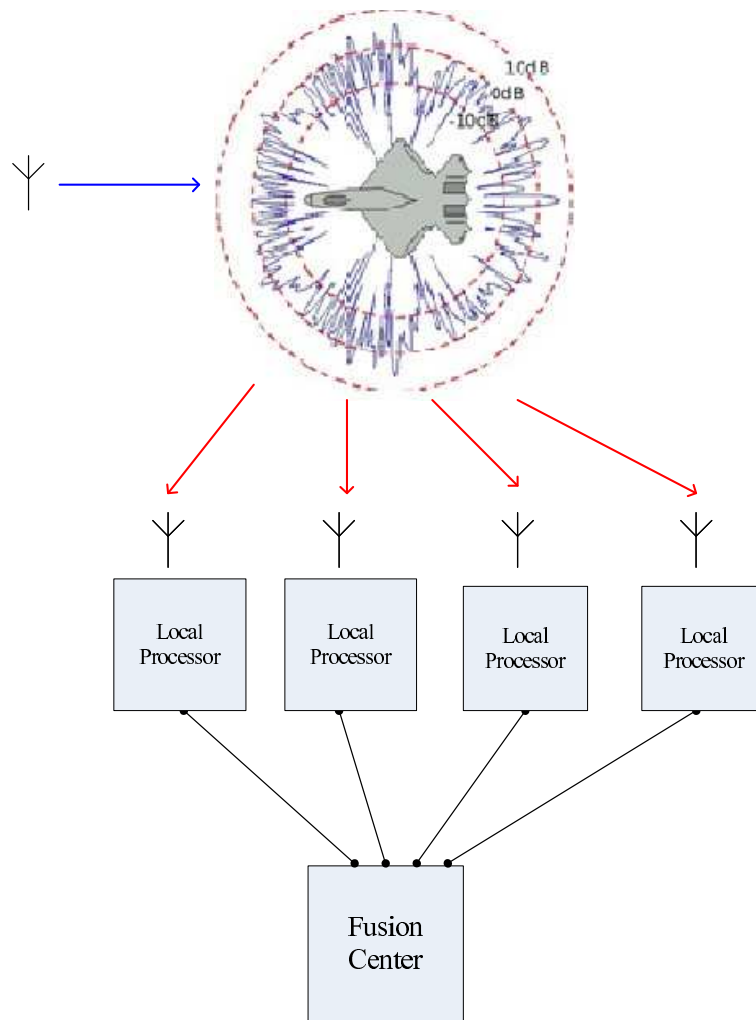 10dB
0dB
-10dB
Local
Processor
Local
Processor
Local
Processor
Local
Processor
Fusion
Center